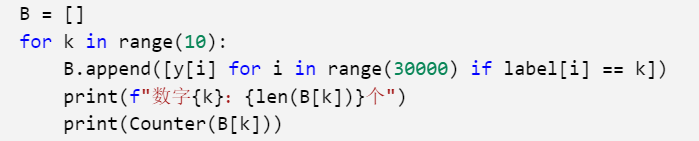 B = []
for k in range(10):
    B.append([y[i] for i in range(30000) if label[i] == k])
    print(f"数字{k}：{len(B[k])}个")
    print(Counter(B[k]))